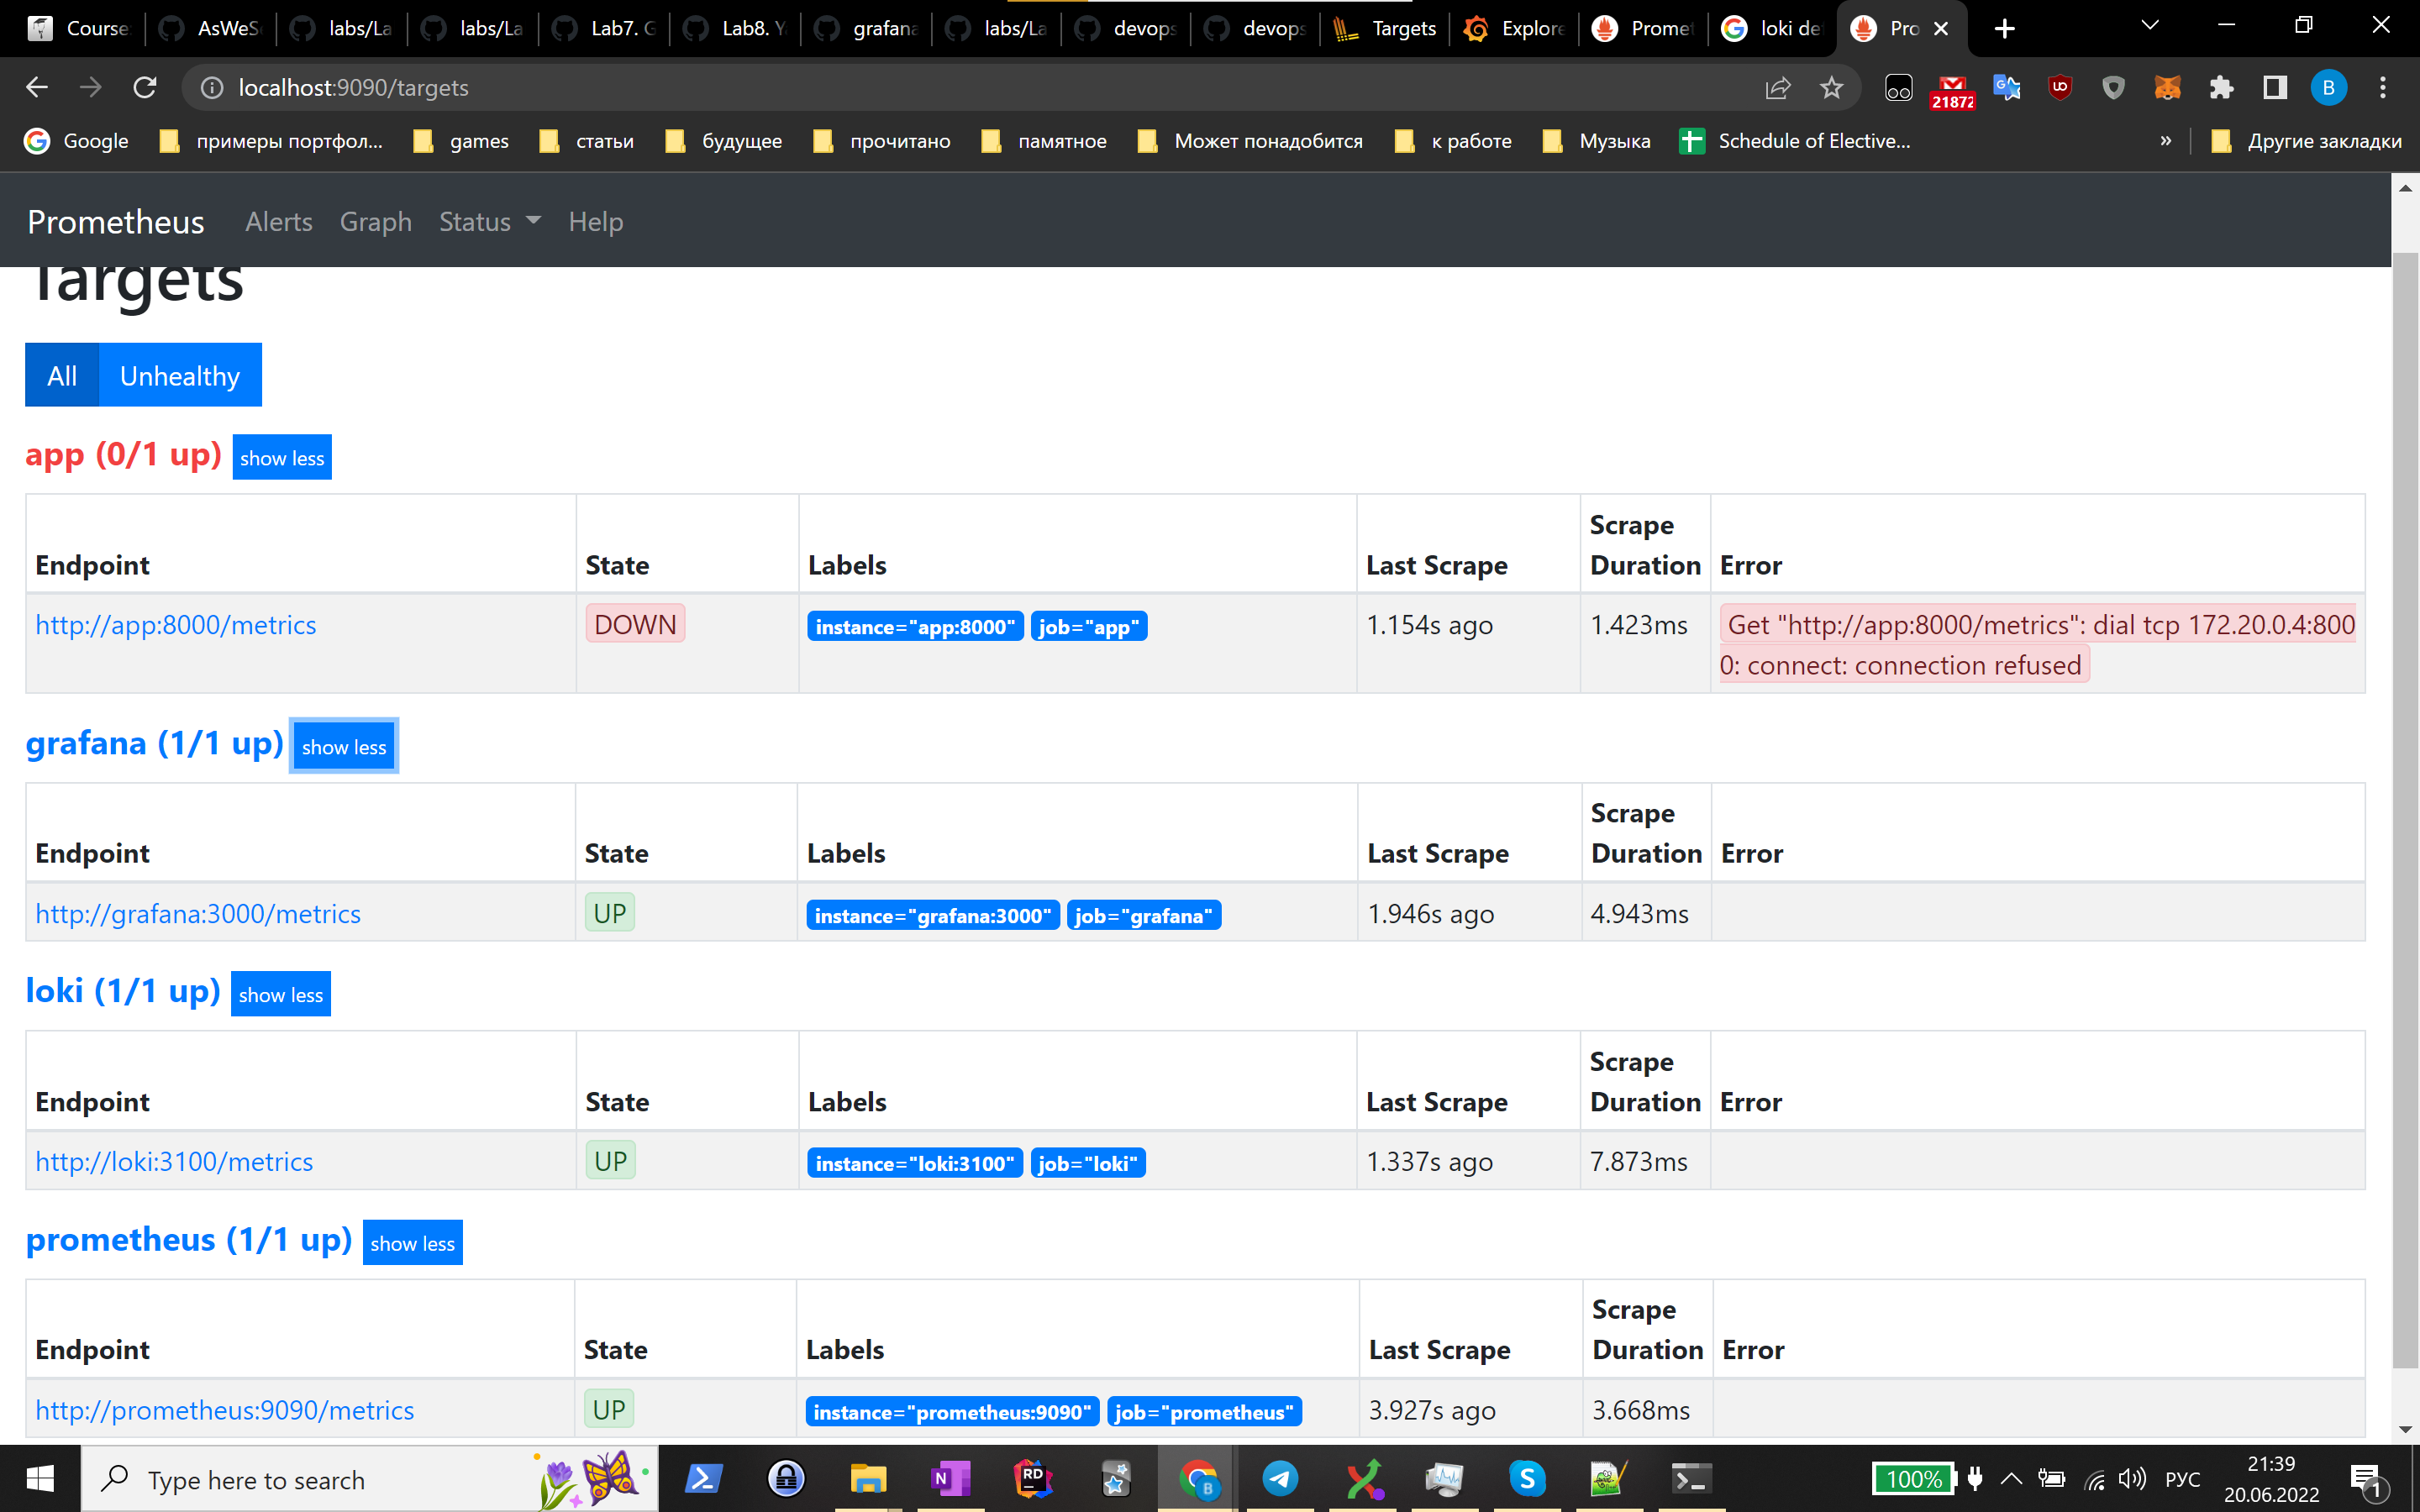 Course AsWeS labs/La labs/La Lab7. G Lab8. Y grafana labs/La devops devops Targets Explore Promet loki def Pro
localhost:9090/targets
21872
B
Google примеры портфол... games статьи будущее прочитано памятное Может понадобится к работе Музыка Schedule of Elective... » Другие закладки
Prometheus Alerts Graph Status Help
Targets
All Unhealthy
app (0/1 up) show less
Endpoint State Labels Last Scrape Scrape Duration Error
http://app:8000/metrics DOWN instance="app:8000" job="app" 1.154s ago 1.423ms Get "http://app:8000/metrics": dial tcp 172.20.0.4:800
0: connect: connection refused
grafana (1/1 up) show less
Endpoint State Labels Last Scrape Scrape Duration Error
http://grafana:3000/metrics UP instance="grafana:3000" job="grafana" 1.946s ago 4.943ms
loki (1/1 up) show less
Endpoint State Labels Last Scrape Scrape Duration Error
http://loki:3100/metrics UP instance="loki:3100" job="loki" 1.337s ago 7.873ms
prometheus (1/1 up) show less
Endpoint State Labels Last Scrape Scrape Duration Error
http://prometheus:9090/metrics UP instance="prometheus:9090" job="prometheus" 3.927s ago 3.668ms
Type here to search
100% РУС 21:39
20.06.2022
1